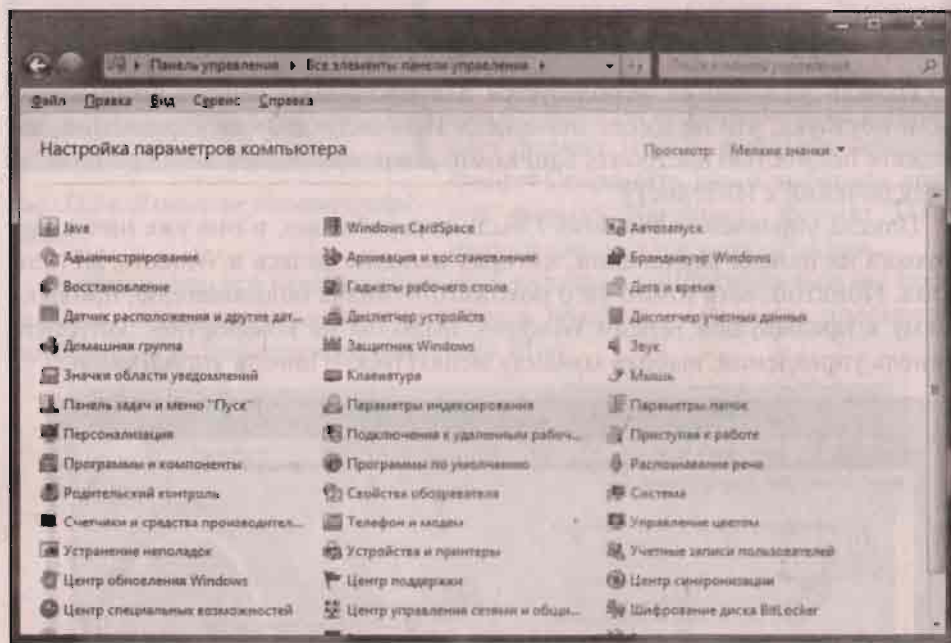 Панель управления ▸ Все элементы панели управления ▸
Файл Правка Вид Сервис Справка
Настройка параметров компьютера
Просмотр: Мелкие значки
Java
Windows CardSpace
Автозапуск
Администрирование
Архивация и восстановление
Брандмауэр Windows
Восстановление
Гаджеты рабочего стола
Дата и время
Датчик расположения и другие дат...
Диспетчер устройств
Диспетчер учетных данных
Домашняя группа
Защитник Windows
Звук
Значки области уведомлений
Клавиатура
Мышь
Панель задач и меню "Пуск"
Параметры индексирования
Параметры папок
Персонализация
Подключения к удаленным рабоч...
Приступая к работе
Программы и компоненты
Программы по умолчанию
Распознавание речи
Родительский контроль
Свойства обозревателя
Система
Счетчики и средства производител...
Телефон и модем
Управление цветом
Устранение неполадок
Устройства и принтеры
Учетные записи пользователей
Центр обновления Windows
Центр поддержки
Центр синхронизации
Центр специальных возможностей
Центр управления сетями и общи...
Шифрование диска BitLocker